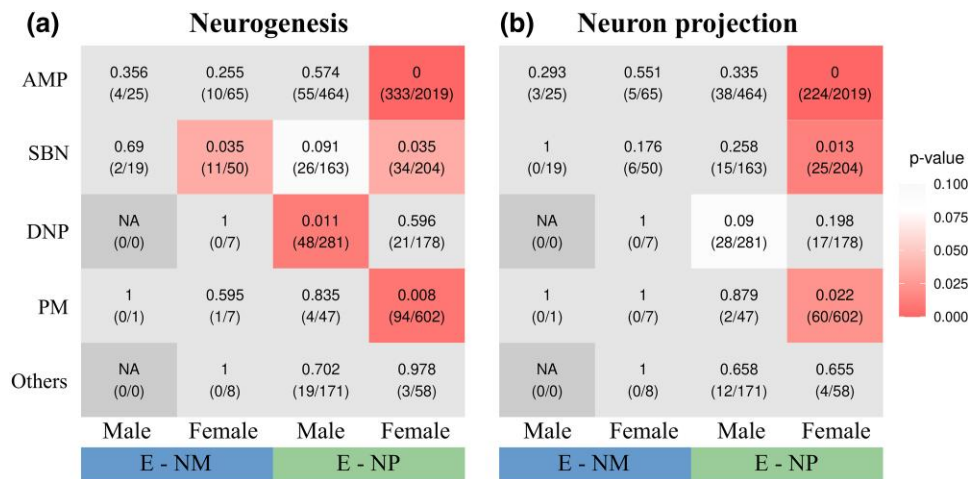 (a) Neurogenesis (b) Neuron projection
AMP 0.356 0.255 0.574 0 0.293 0.551 0.335 0
(4/25) (10/65) (55/464) (333/2019) (3/25) (5/65) (38/464) (224/2019)
SBN 0.69 0.035 0.091 0.035 1 0.176 0.258 0.013
(2/19) (11/50) (26/163) (34/204) (0/19) (6/50) (15/163) (25/204)
DNP NA 1 0.011 0.596 NA 1 0.09 0.198
(0/0) (0/7) (48/281) (21/178) (0/0) (0/7) (28/281) (17/178)
PM 1 0.595 0.835 0.008 1 1 0.879 0.022
(0/1) (1/7) (4/47) (94/602) (0/1) (0/7) (2/47) (60/602)
Others NA 1 0.702 0.978 NA 1 0.658 0.655
(0/0) (0/8) (19/171) (3/58) (0/0) (0/8) (12/171) (4/58)
Male Female Male Female Male Female Male Female
E - NM E - NP E - NM E - NP
p-value
0.100
0.075
0.050
0.025
0.000